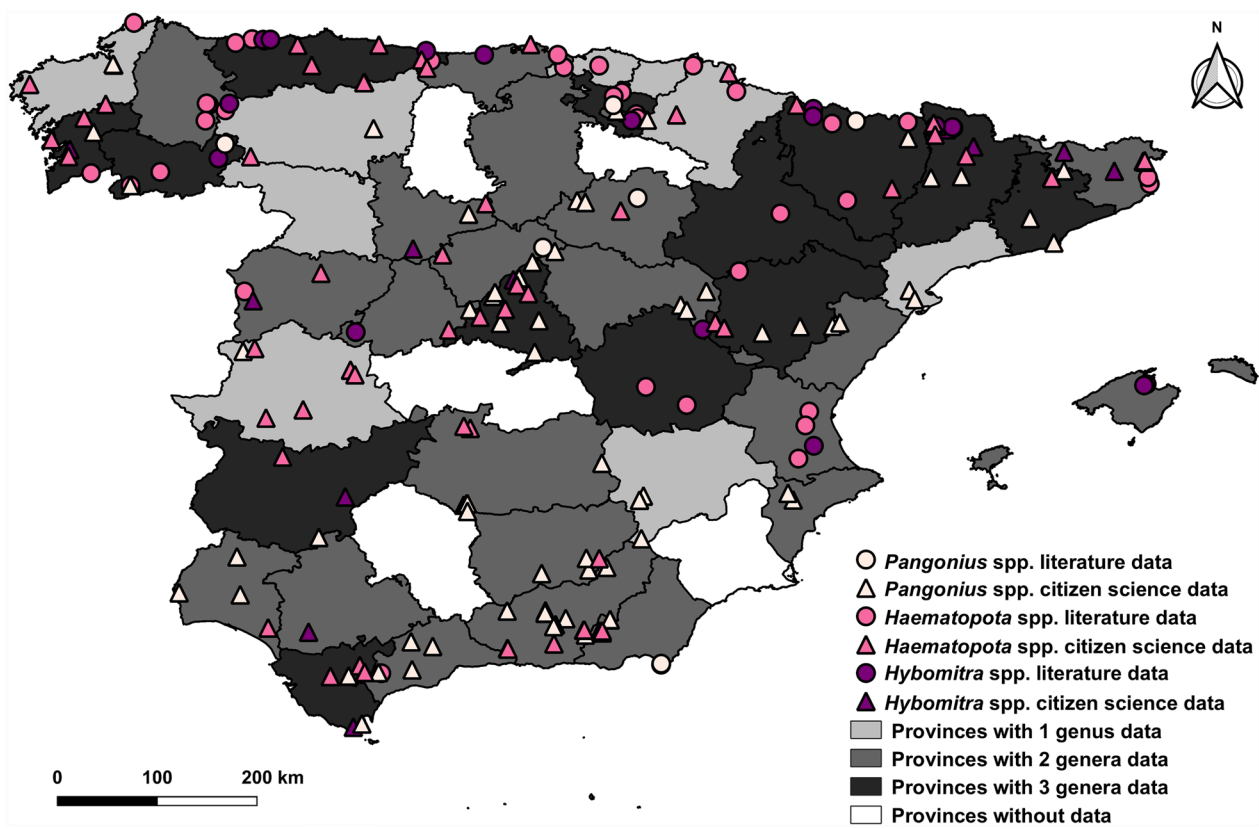 N
Pangonius spp. literature data
Pangonius spp. citizen science data
Haematopota spp. literature data
Haematopota spp. citizen science data
Hybomitra spp. literature data
Hybomitra spp. citizen science data
Provinces with 1 genus data
Provinces with 2 genera data
Provinces with 3 genera data
Provinces without data
0 100 200 km